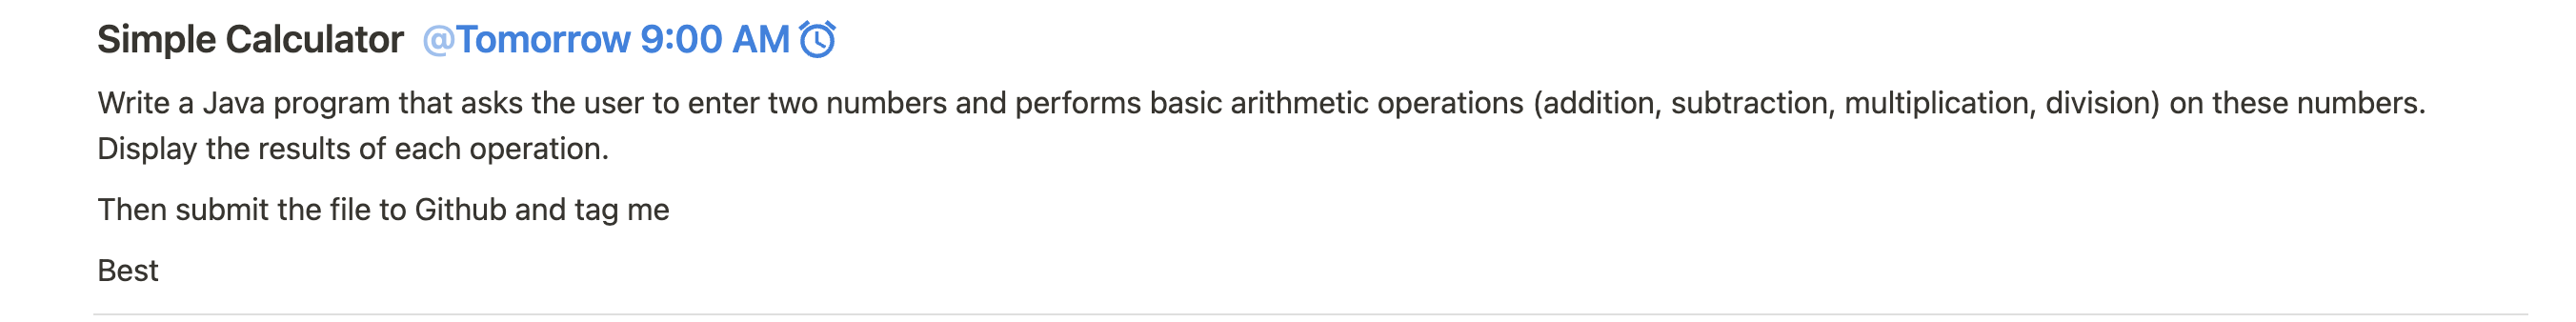 Simple Calculator @Tomorrow 9:00 AM
Write a Java program that asks the user to enter two numbers and performs basic arithmetic operations (addition, subtraction, multiplication, division) on these numbers.
Display the results of each operation.
Then submit the file to Github and tag me
Best